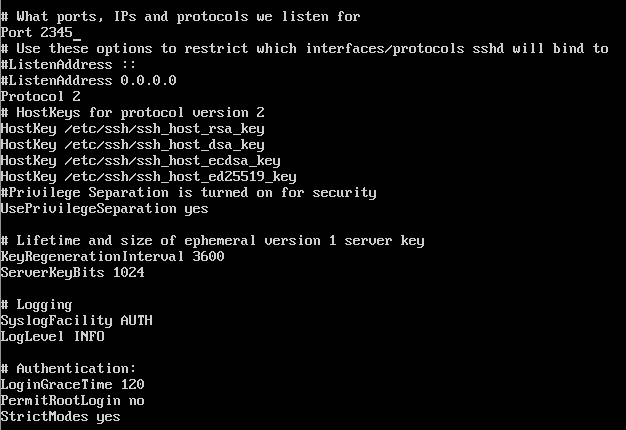 # What ports, IPs and protocols we listen for
Port 2345_
# Use these options to restrict which interfaces/protocols sshd will bind to
#ListenAddress ::
#ListenAddress 0.0.0.0
Protocol 2
# HostKeys for protocol version 2
HostKey /etc/ssh/ssh_host_rsa_key
HostKey /etc/ssh/ssh_host_dsa_key
HostKey /etc/ssh/ssh_host_ecdsa_key
HostKey /etc/ssh/ssh_host_ed25519_key
#Privilege Separation is turned on for security
UsePrivilegeSeparation yes
# Lifetime and size of ephemeral version 1 server key
KeyRegenerationInterval 3600
ServerKeyBits 1024
# Logging
SyslogFacility AUTH
LogLevel INFO
# Authentication:
LoginGraceTime 120
PermitRootLogin no
StrictModes yes